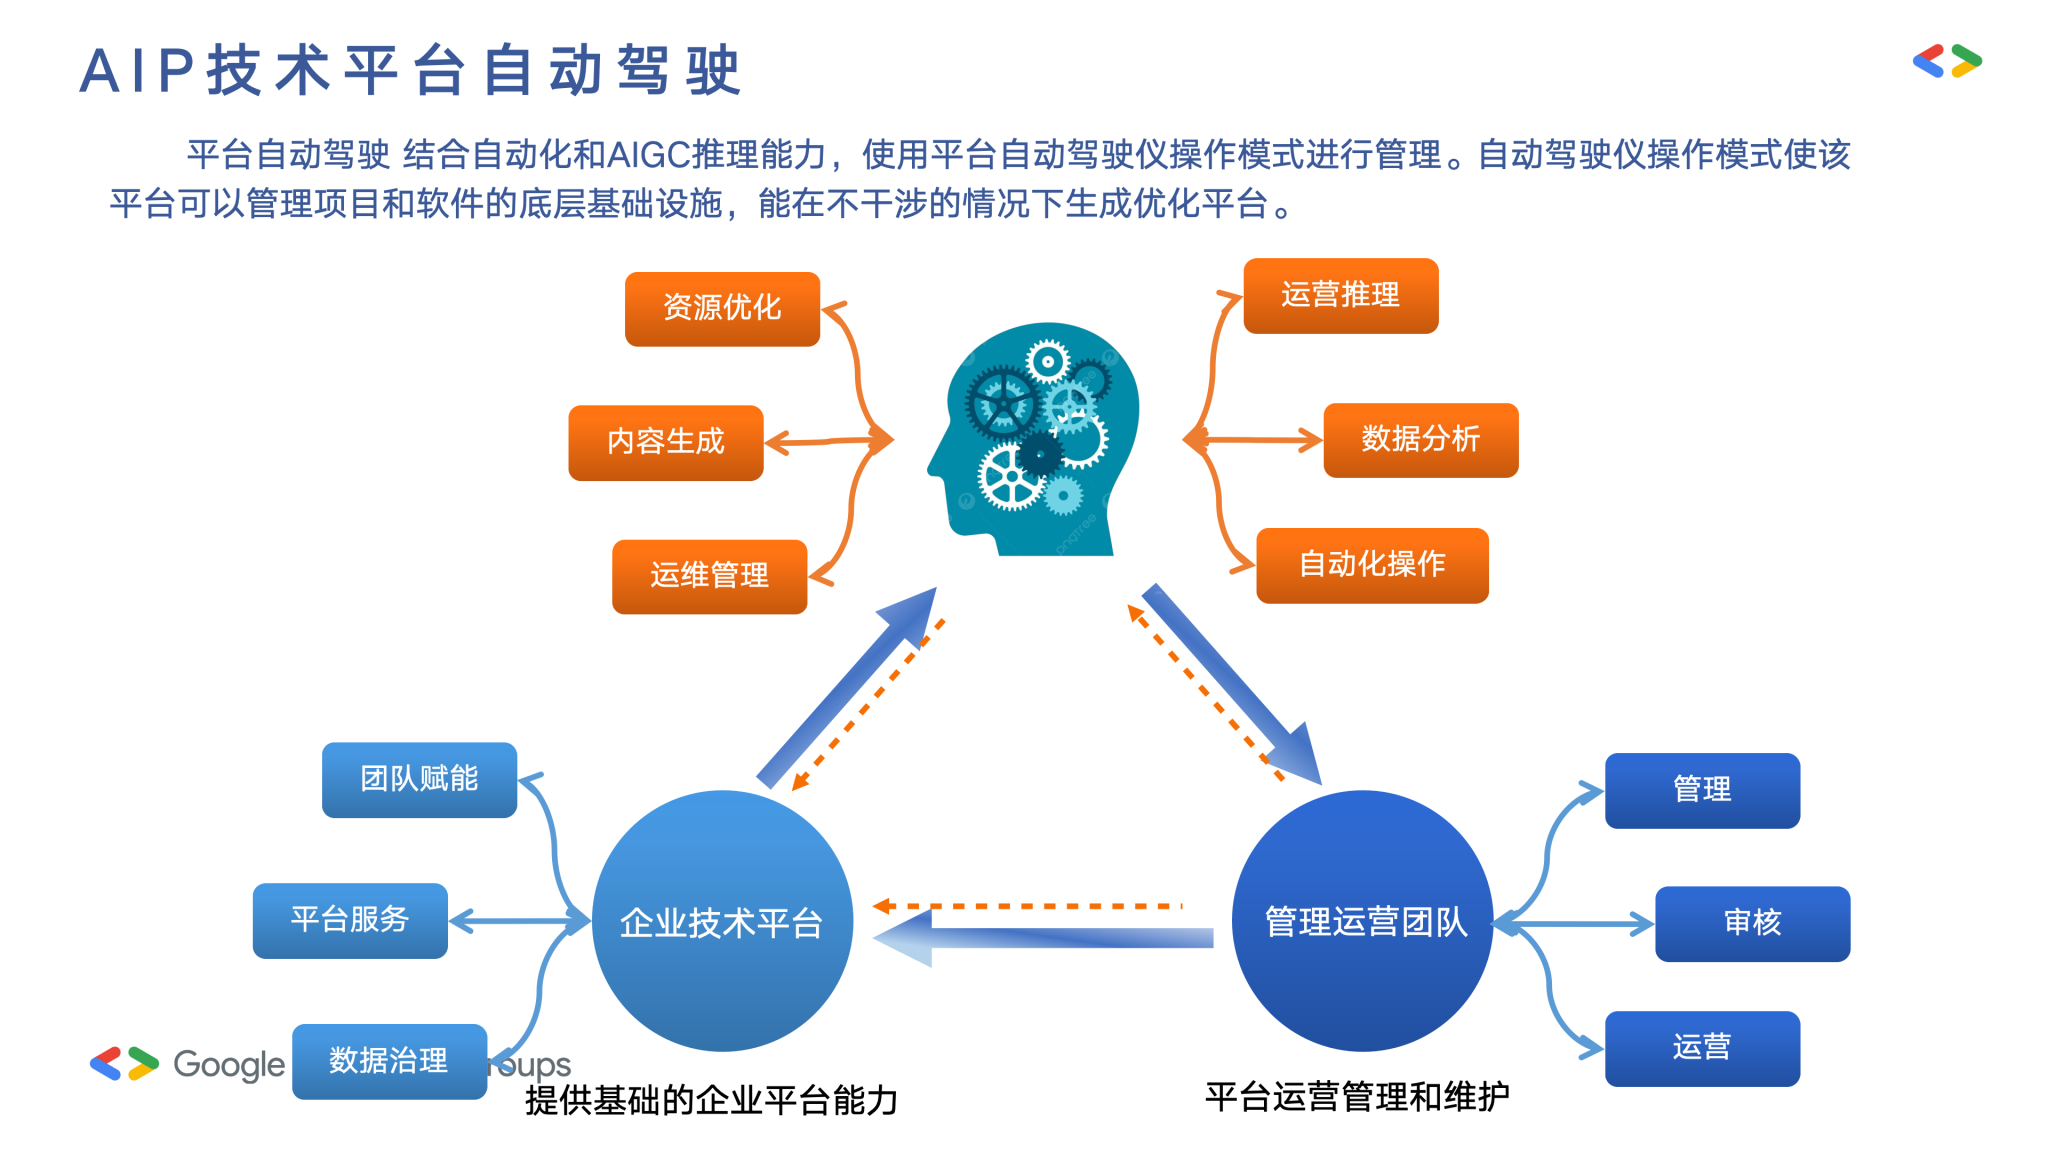 AIP技术平台自动驾驶
平台自动驾驶 结合自动化和AIGC推理能力，使用平台自动驾驶仪操作模式进行管理。自动驾驶仪操作模式使该
平台可以管理项目和软件的底层基础设施，能在不干涉的情况下生成优化平台。
资源优化
运营推理
内容生成
数据分析
运维管理
自动化操作
pngtree
团队赋能
管理
平台服务
企业技术平台
管理运营团队
审核
数据治理
运营
Google
roups
提供基础的企业平台能力
平台运营管理和维护